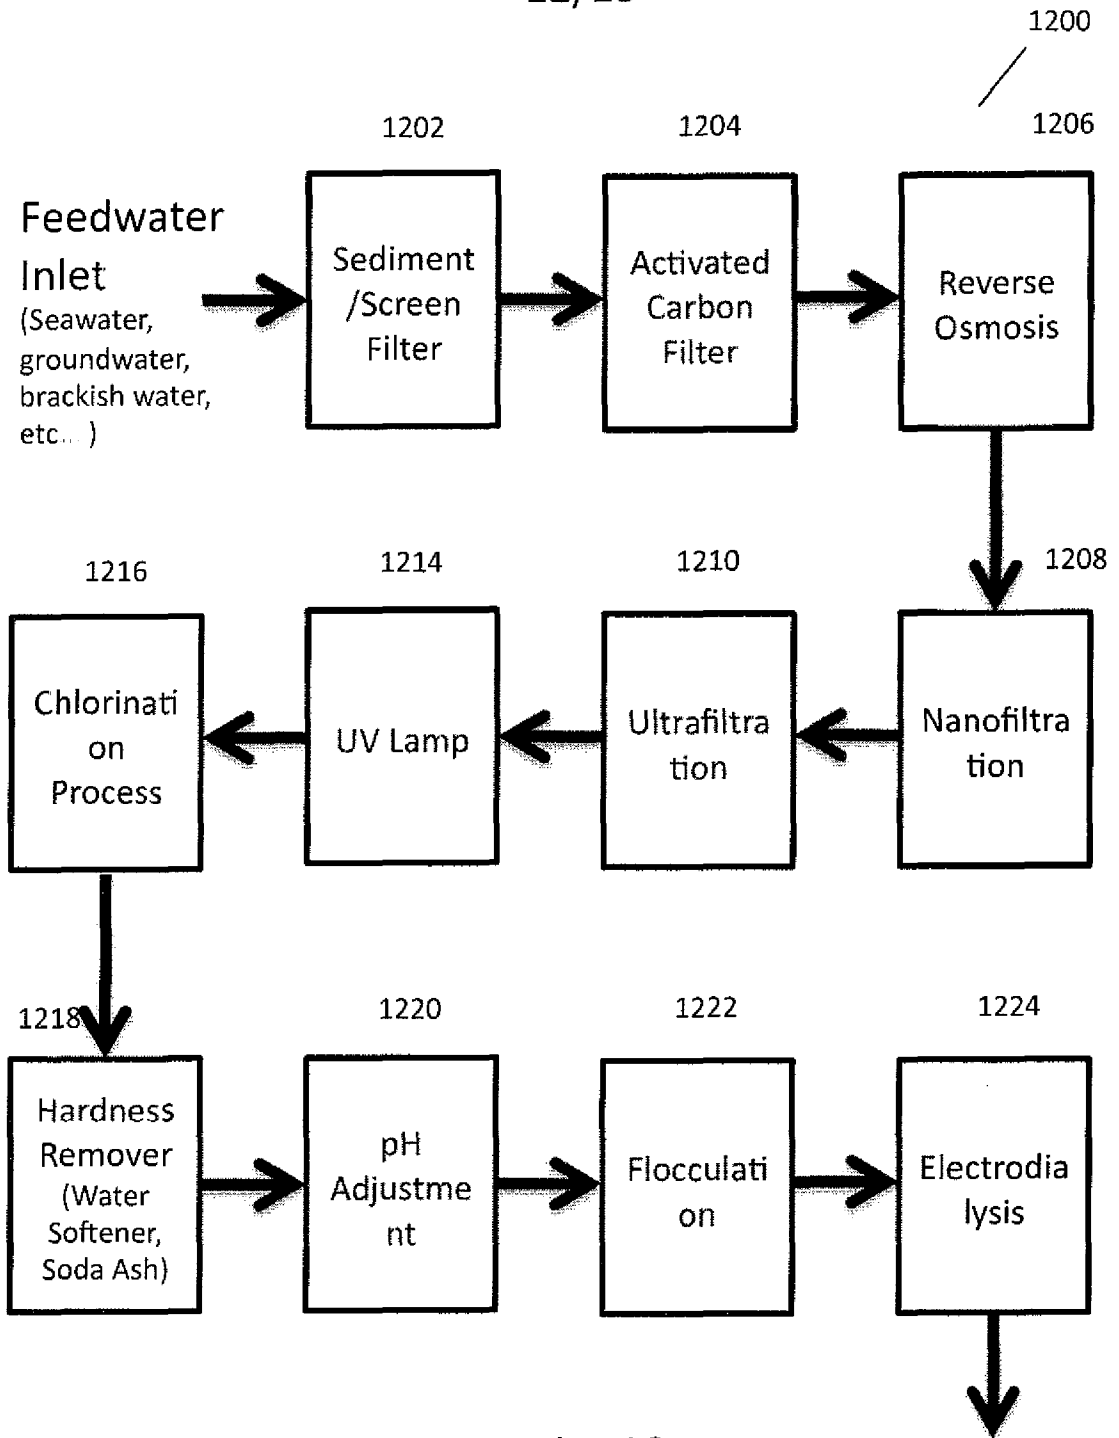 1200
1202
1204
1206
Feedwater
Inlet
(Seawater,
groundwater,
brackish water,
etc... )
Sediment
/Screen
Filter
Activated
Carbon
Filter
Reverse
Osmosis
1216
1214
1210
1208
Chlorinati
on
Process
UV Lamp
Ultrafiltra
tion
Nanofiltra
tion
1218
1220
1222
1224
Hardness
Remover
(Water
Softener,
Soda Ash)
pH
Adjustme
nt
Flocculati
on
Electrodia
lysis